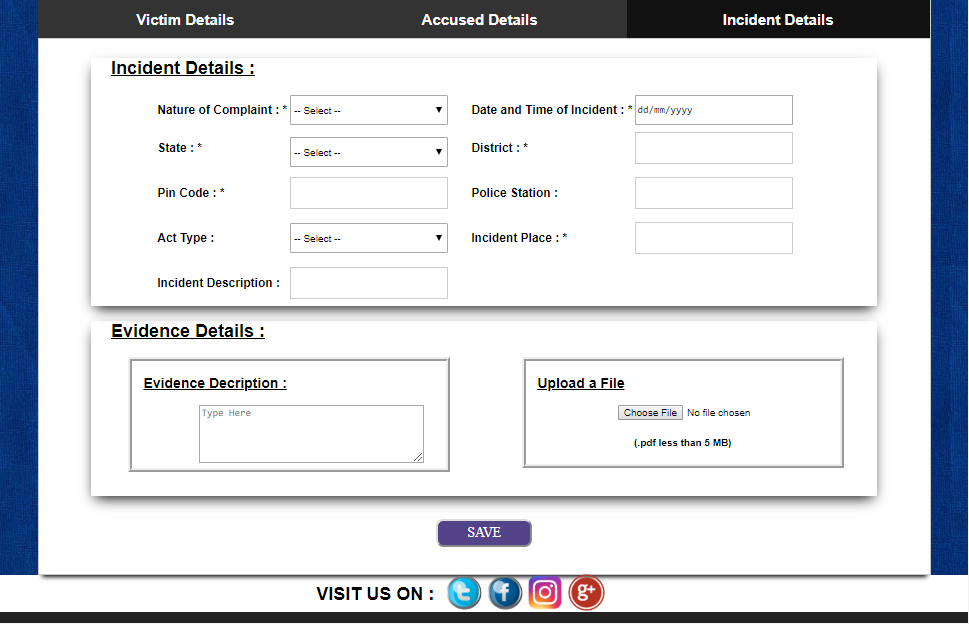 Victim Details Accused Details Incident Details
Incident Details :
Nature of Complaint : * -- Select -- Date and Time of Incident : * dd/mm/yyyy
State : * -- Select -- District : *
Pin Code : * Police Station :
Act Type : -- Select -- Incident Place : *
Incident Description :
Evidence Details :
Evidence Decription : Upload a File
Type Here Choose File No file chosen
(.pdf less than 5 MB)
SAVE
VISIT US ON : t f g+